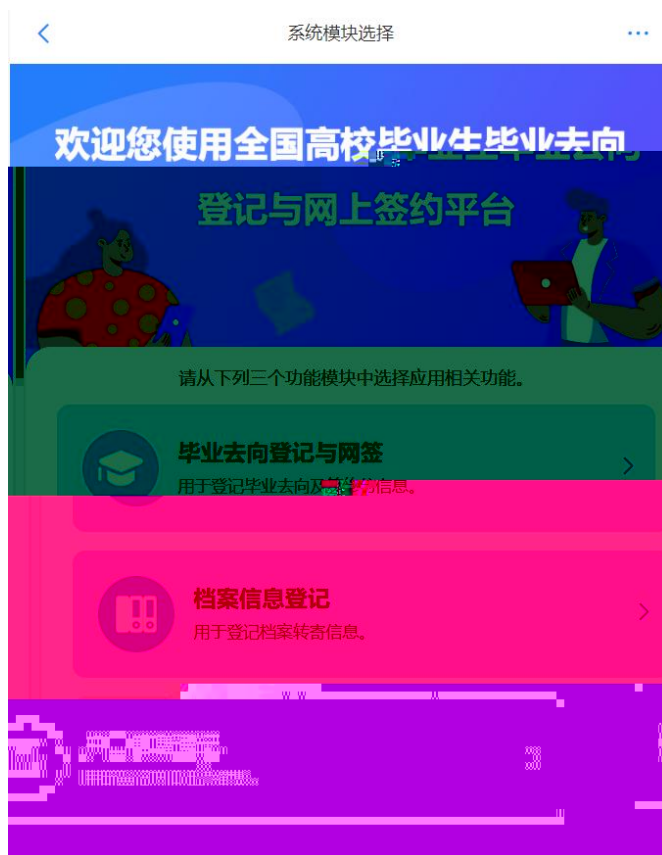 系统模块选择
欢迎您使用全国高校毕业生毕业去向
登记与网上签约平台
请从下列三个功能模块中选择应用相关功能。
毕业去向登记与网签
用于登记毕业去向及签约信息。
档案信息登记
用于登记档案转寄信息。